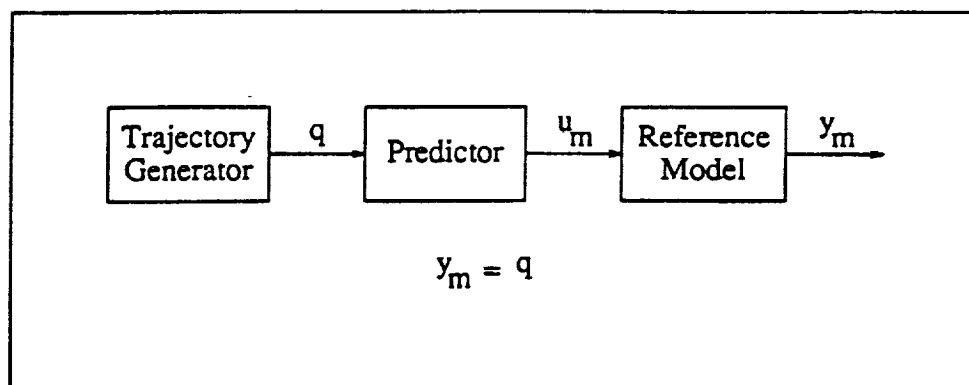 Trajectory
Generator
q
Predictor
u_m
Reference
Model
y_m
y_m = q